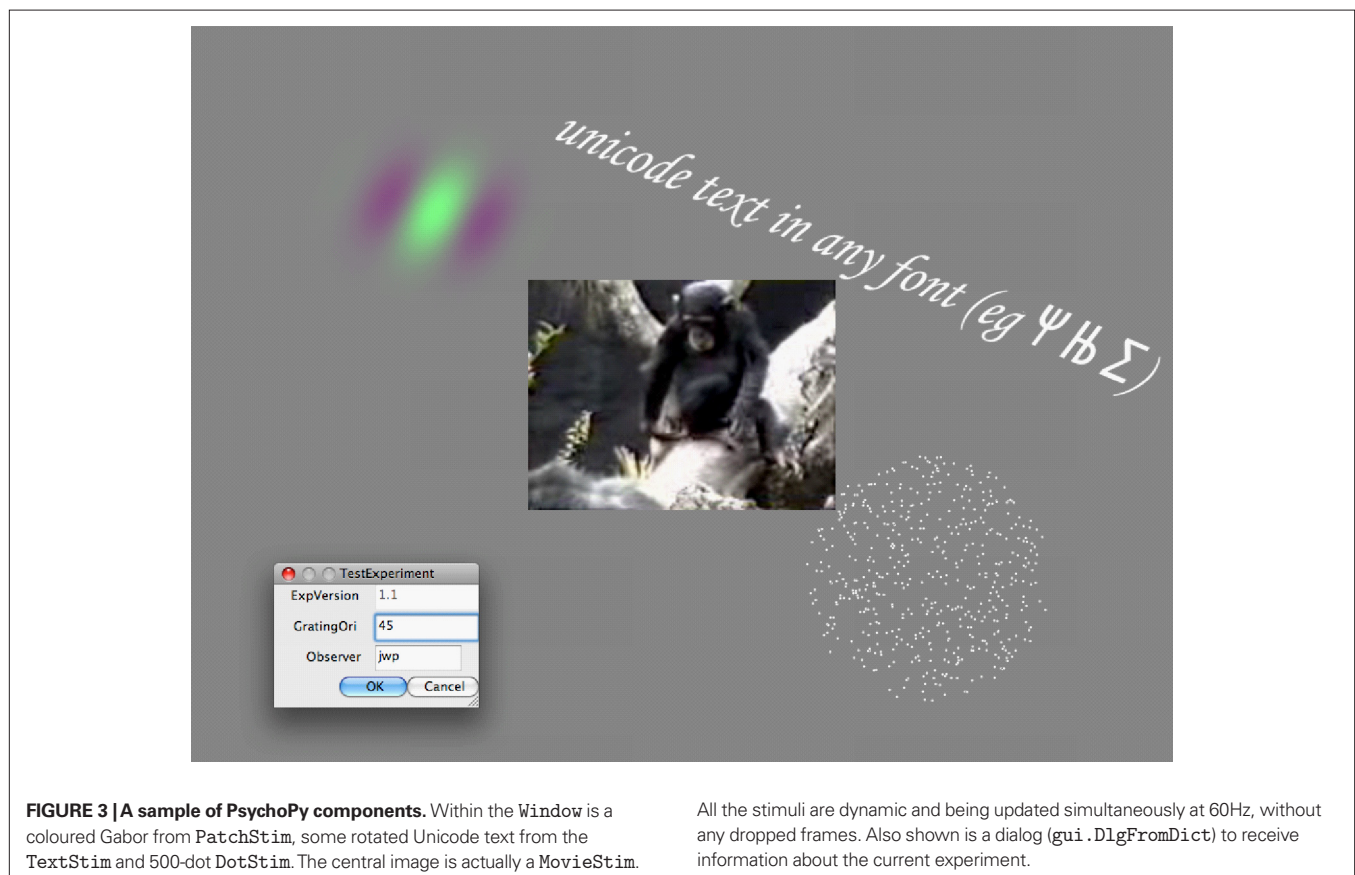 unicode text in any font (eg Ψ Њ Σ)
TestExperiment
ExpVersion 1.1
GratingOri 45
Observer jwp
OK Cancel
FIGURE 3 | A sample of PsychoPy components. Within the Window is a
coloured Gabor from PatchStim, some rotated Unicode text from the
TextStim and 500-dot DotStim. The central image is actually a MovieStim.
All the stimuli are dynamic and being updated simultaneously at 60Hz, without
any dropped frames. Also shown is a dialog (gui.DlgFromDict) to receive
information about the current experiment.